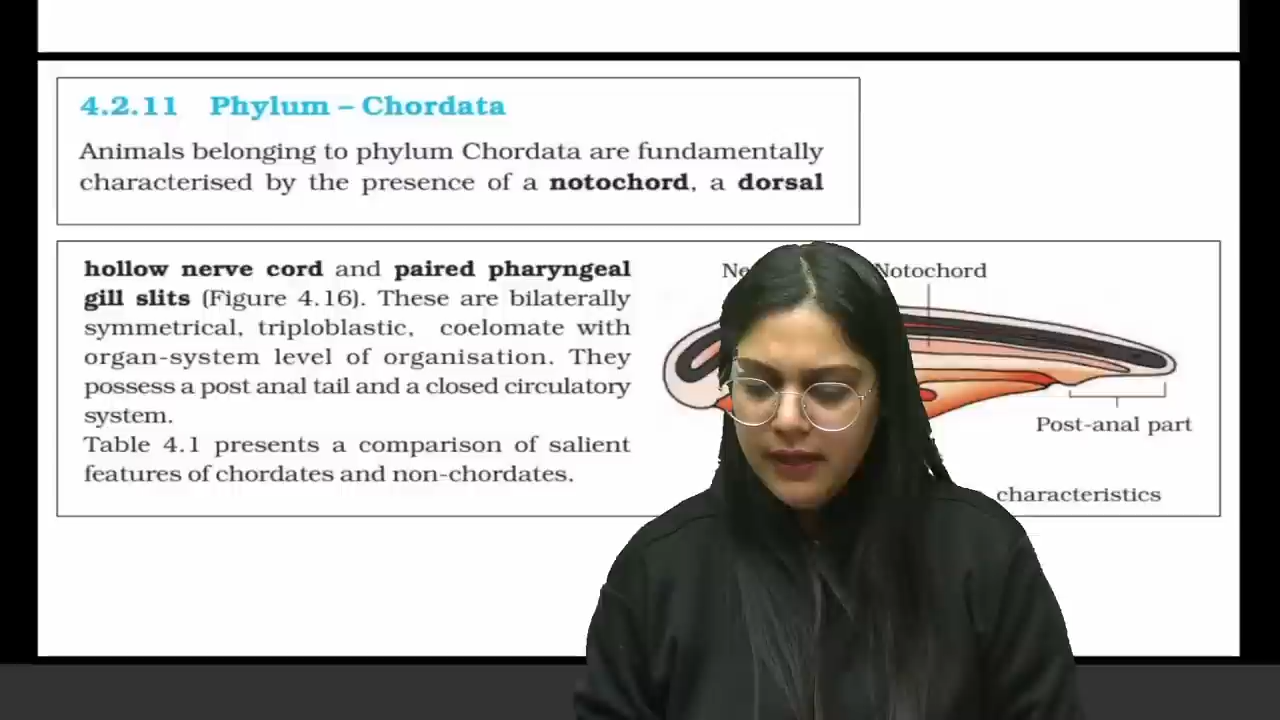 4.2.11 Phylum – Chordata
Animals belonging to phylum Chordata are fundamentally
characterised by the presence of a notochord, a dorsal
hollow nerve cord and paired pharyngeal
gill slits (Figure 4.16). These are bilaterally
symmetrical, triploblastic, coelomate with
organ-system level of organisation. They
possess a post anal tail and a closed circulatory
system.
Table 4.1 presents a comparison of salient
features of chordates and non-chordates.
Notochord
Post-anal part
characteristics